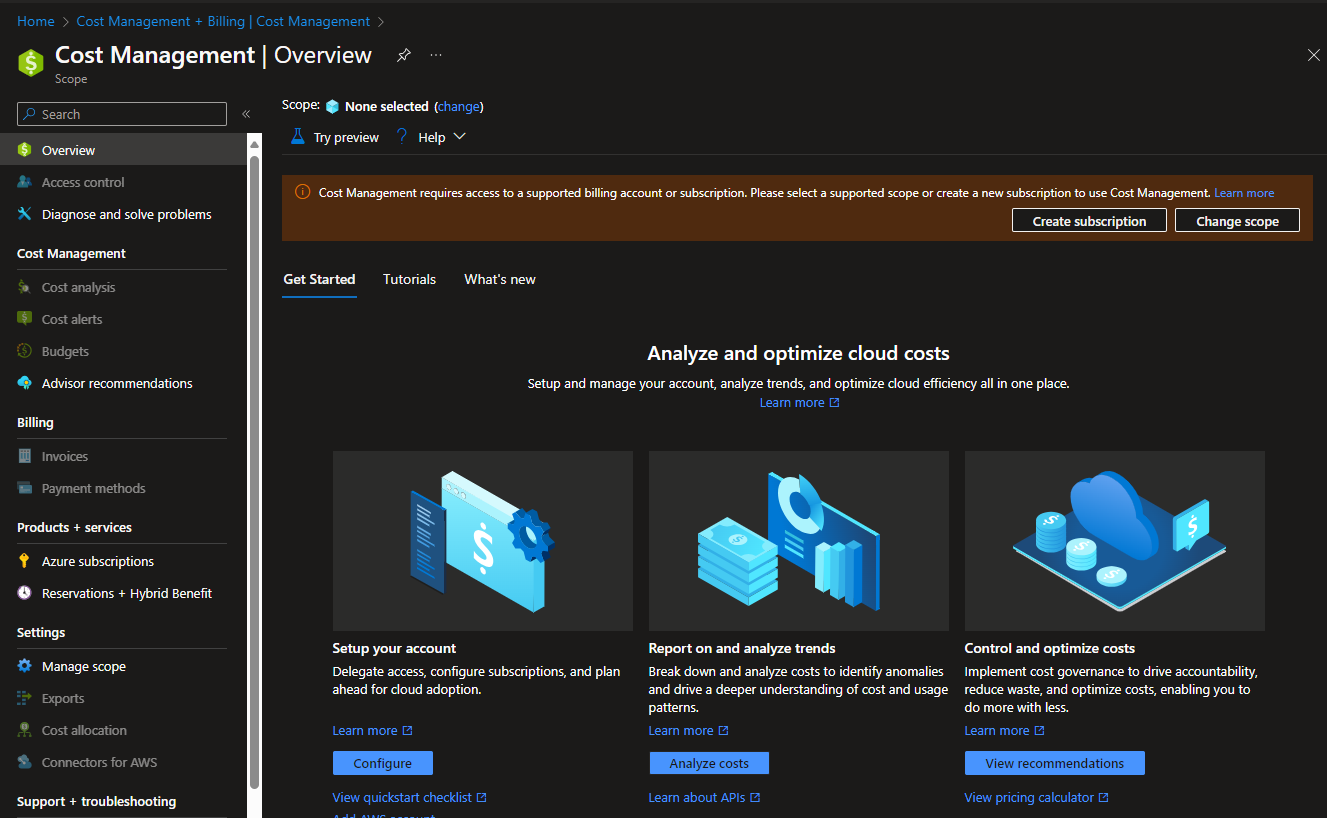 Home > Cost Management + Billing | Cost Management >
Cost Management | Overview
Scope
Search
Overview
Access control
Diagnose and solve problems
Cost Management
Cost analysis
Cost alerts
Budgets
Advisor recommendations
Billing
Invoices
Payment methods
Products + services
Azure subscriptions
Reservations + Hybrid Benefit
Settings
Manage scope
Exports
Cost allocation
Connectors for AWS
Support + troubleshooting
Scope: None selected (change)
Try preview ? Help
Cost Management requires access to a supported billing account or subscription. Please select a supported scope or create a new subscription to use Cost Management. Learn more
Create subscription Change scope
Get Started Tutorials What's new
Analyze and optimize cloud costs
Setup and manage your account, analyze trends, and optimize cloud efficiency all in one place.
Learn more
Setup your account
Delegate access, configure subscriptions, and plan
ahead for cloud adoption.
Learn more
Configure
View quickstart checklist
Add AWS account
Report on and analyze trends
Break down and analyze costs to identify anomalies
and drive a deeper understanding of cost and usage
patterns.
Learn more
Analyze costs
Learn about APIs
Control and optimize costs
Implement cost governance to drive accountability,
reduce waste, and optimize costs, enabling you to
do more with less.
Learn more
View recommendations
View pricing calculator